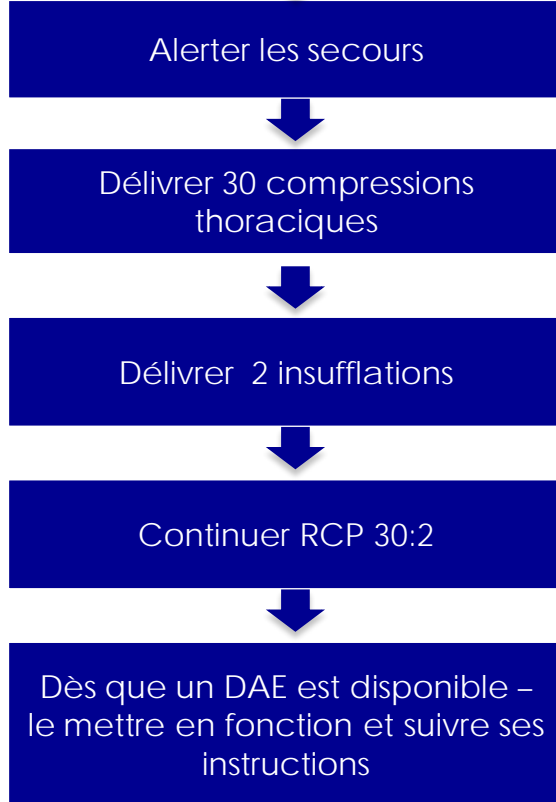 Alerter les secours
Délivrer 30 compressions
thoraciques
Délivrer  2 insufflations
Continuer RCP 30:2
Dès que un DAE est disponible –
le mettre en fonction et suivre ses
instructions